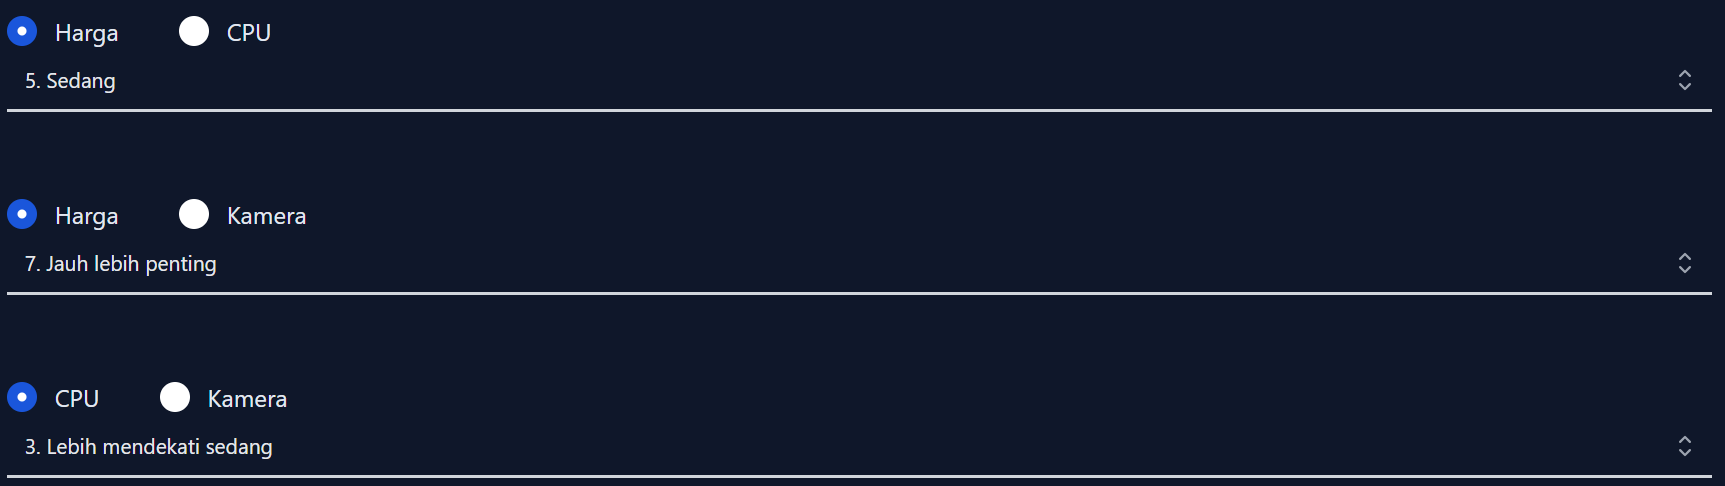 Harga CPU
5. Sedang
Harga Kamera
7. Jauh lebih penting
CPU Kamera
3. Lebih mendekati sedang